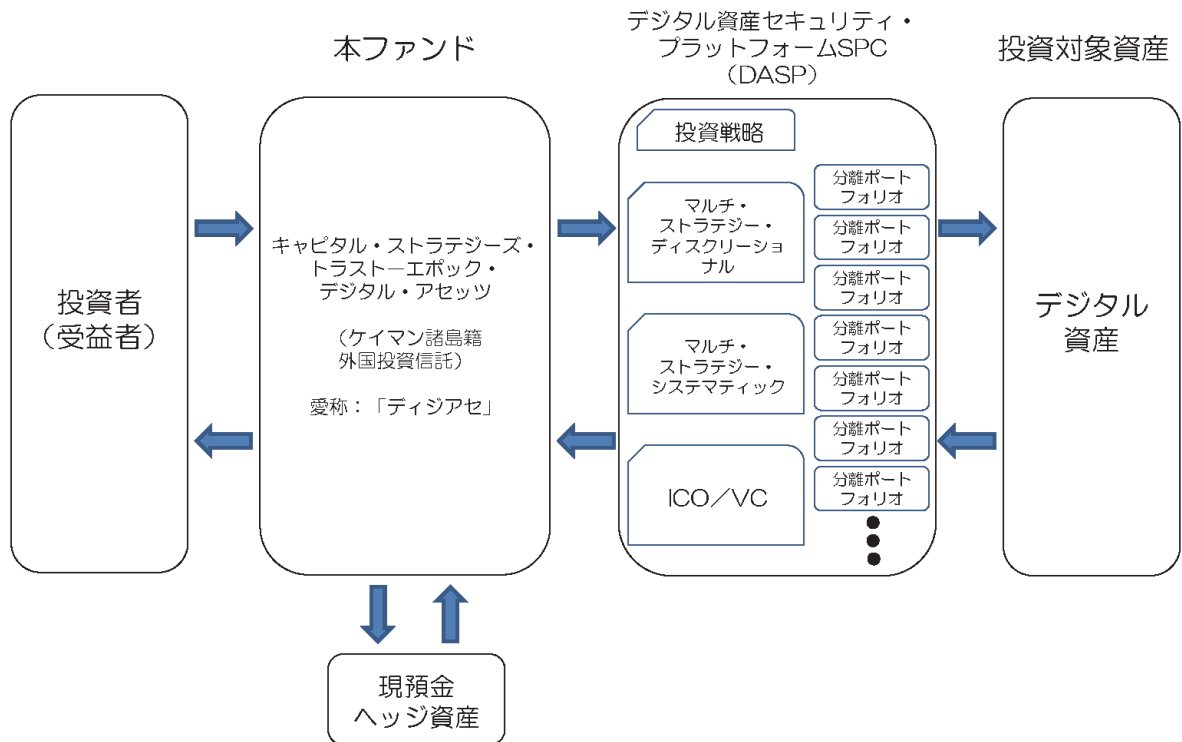 本ファンド
デジタル資産セキュリティ・
プラットフォームSPC
（DASP）
投資対象資産
投資者
（受益者）
キャピタル・ストラテジーズ・
トラスト―エポック・
デジタル・アセッツ
（ケイマン諸島籍
外国投資信託）
愛称：「ディジアセ」
投資戦略
マルチ・
ストラテジー・
ディスクリーショ
ナル
マルチ・
ストラテジー・
システマティック
ICO／VC
分離ポート
フォリオ
分離ポート
フォリオ
分離ポート
フォリオ
分離ポート
フォリオ
分離ポート
フォリオ
分離ポート
フォリオ
分離ポート
フォリオ
デジタル
資産
現預金
ヘッジ資産